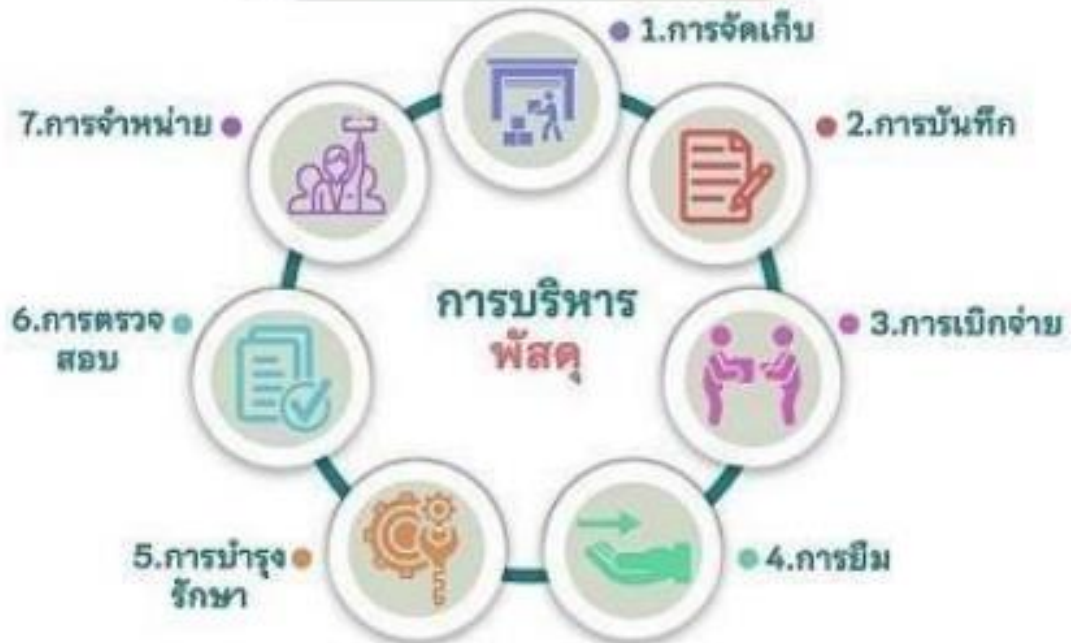 1.การจัดเก็บ
2.การบันทึก
3.การเบิกจ่าย
4.การยืม
5.การบำรุง
รักษา
6.การตรวจ
สอบ
7.การจำหน่าย
การบริหาร
พัสดุ